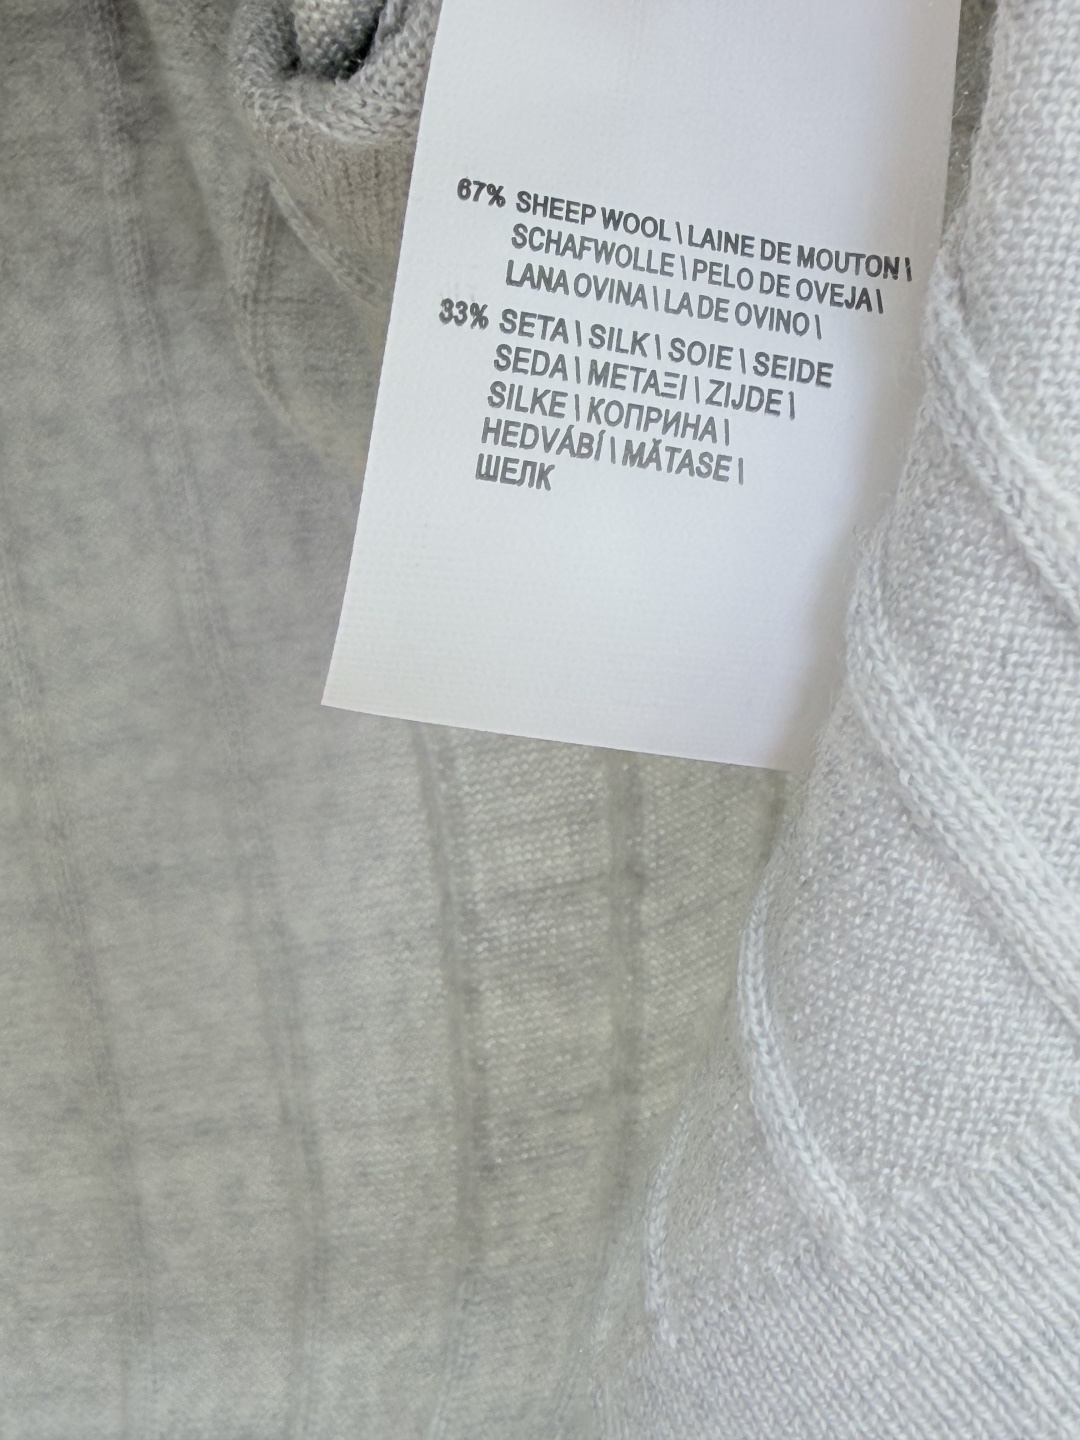 67% SHEEP WOOL \ LAINE DE MOUTON \
SCHAFWOLLE \ PELO DE OVEJA \
LANA OVINA \ LA DE OVINO \
33% SETA \ SILK \ SOIE \ SEIDE
SEDA \ ΜΕΤΑΞΙ \ ZIJDE \
SILKE \ КОПРИНА \
HEDVÁBÍ \ MĂTASE \
ШЕЛК